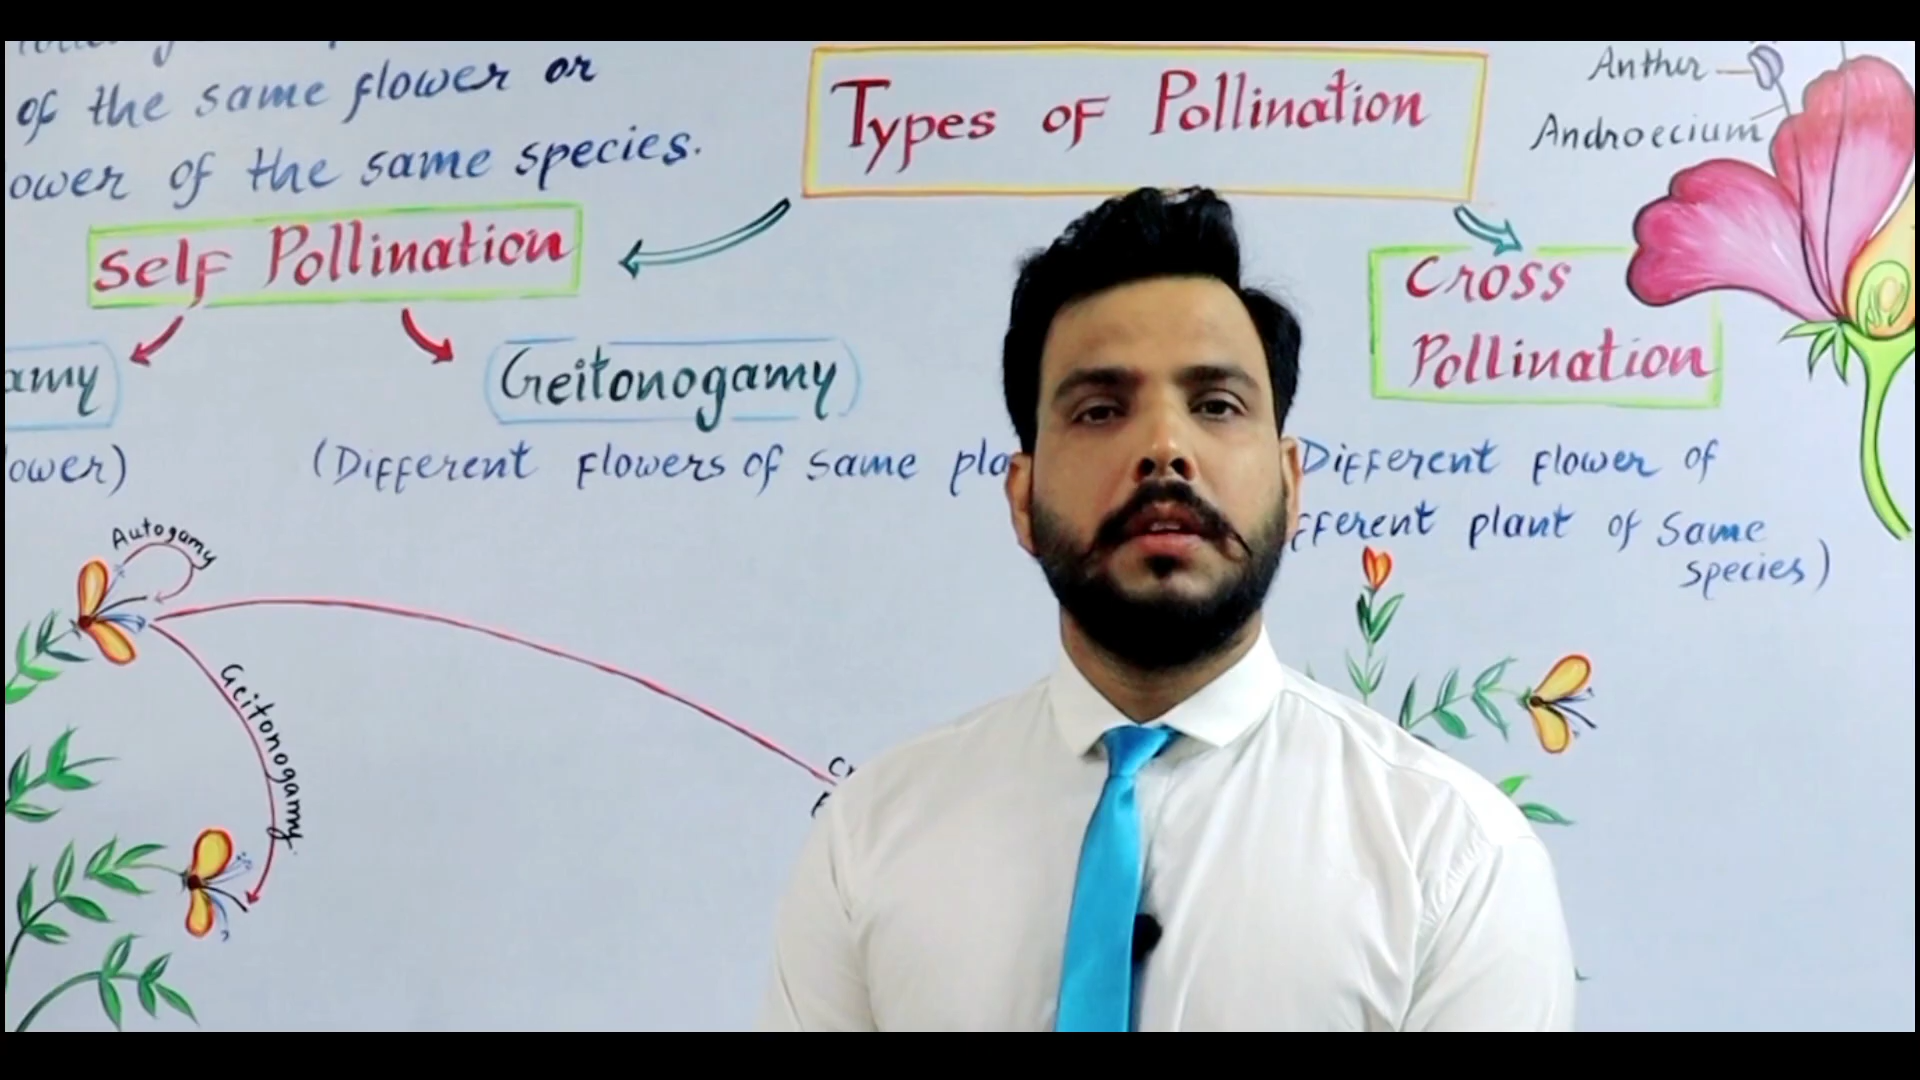 of the same flower or
ower of the same species.
Types of Pollination
Anther
Androecium
Self Pollination
Cross
Pollination
amy
Geitonogamy
ower)
(Different flowers of same pla
Different flower of
fferent plant of same
species)
Autogamy
Geitonogamy